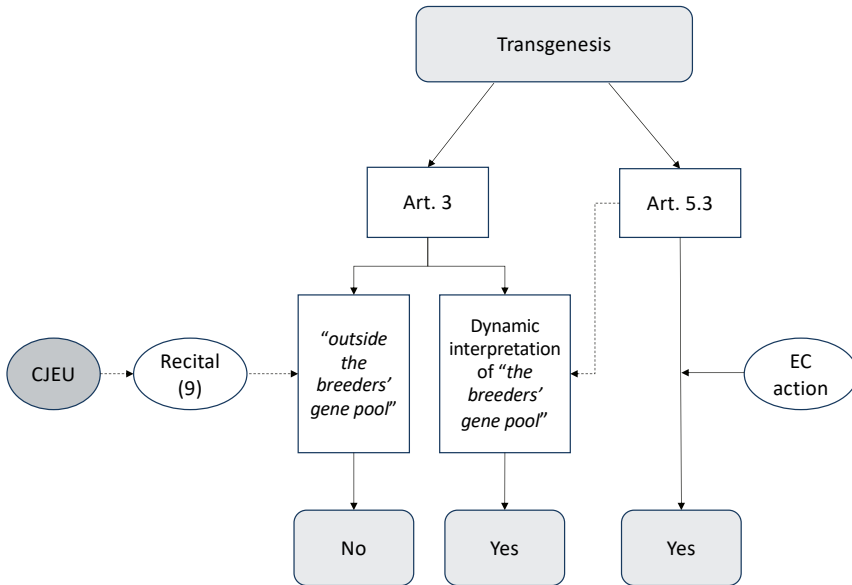 Transgenesis
Art. 3
Art. 5.3
“outside
the
breeders’
gene pool”
Dynamic
interpretation
of “the
breeders’
gene pool”
CJEU
Recital
(9)
EC
action
No
Yes
Yes